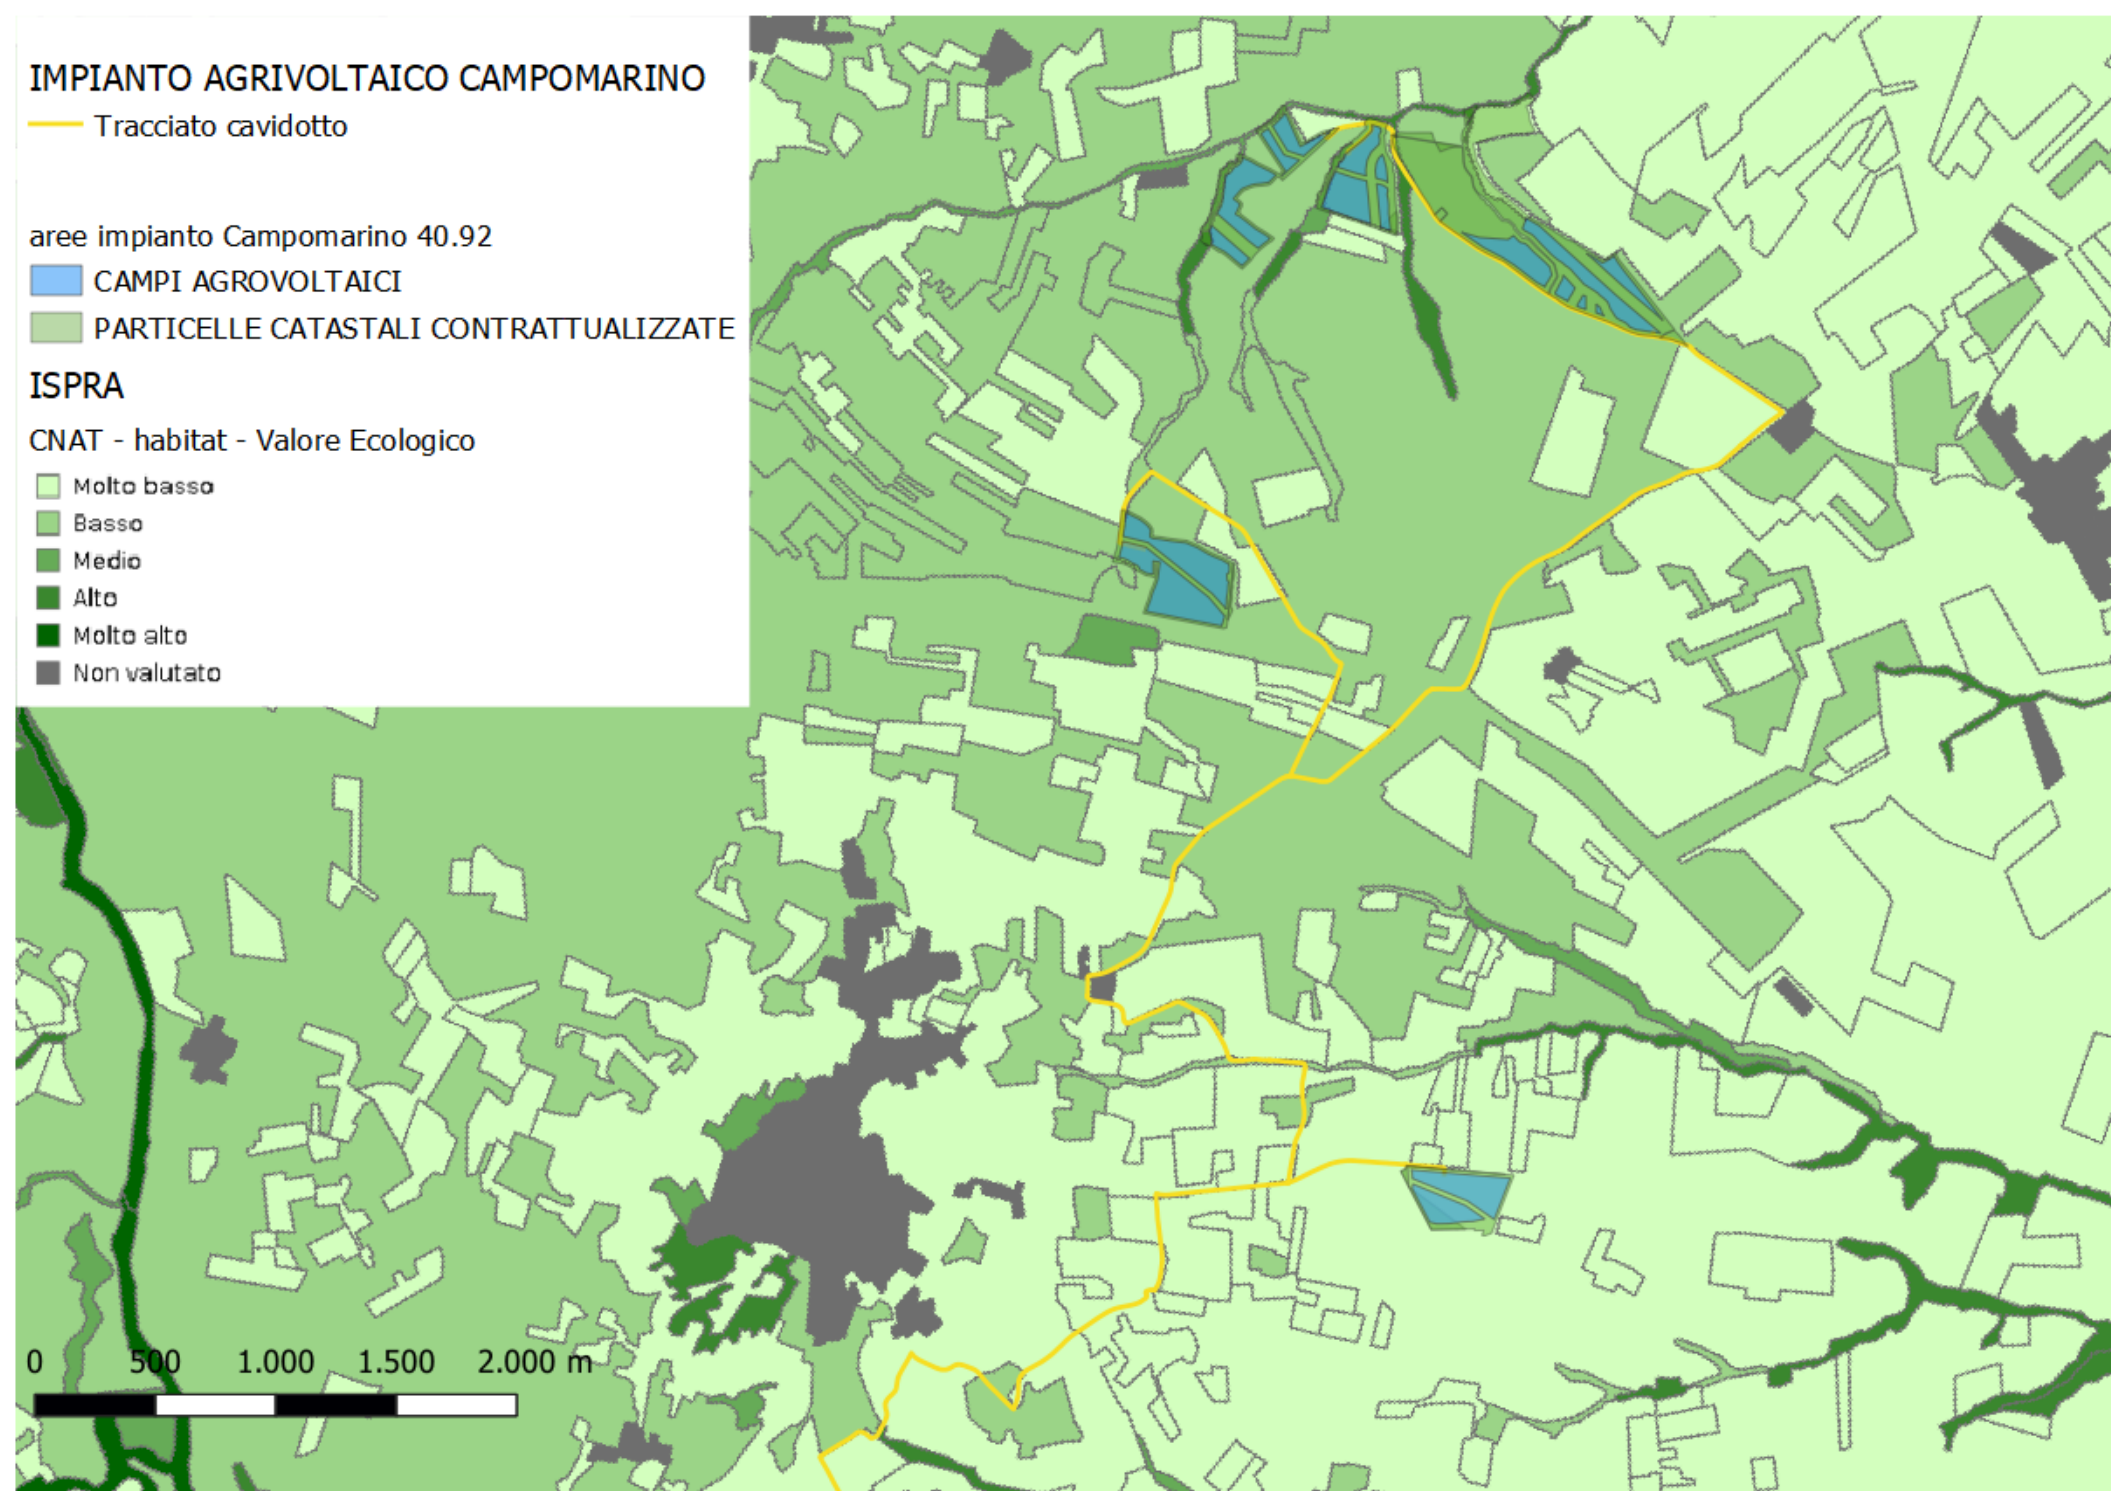 IMPIANTO AGRIVOLTAICO CAMPOMARINO
Tracciato cavidotto
aree impianto Campomarino 40.92
CAMPI AGROVOLTAICI
PARTICELLE CATASTALI CONTRATTUALIZZATE
ISPRA
CNAT - habitat - Valore Ecologico
Molto basso
Basso
Medio
Alto
Molto alto
Non valutato
0 500 1.000 1.500 2.000 m